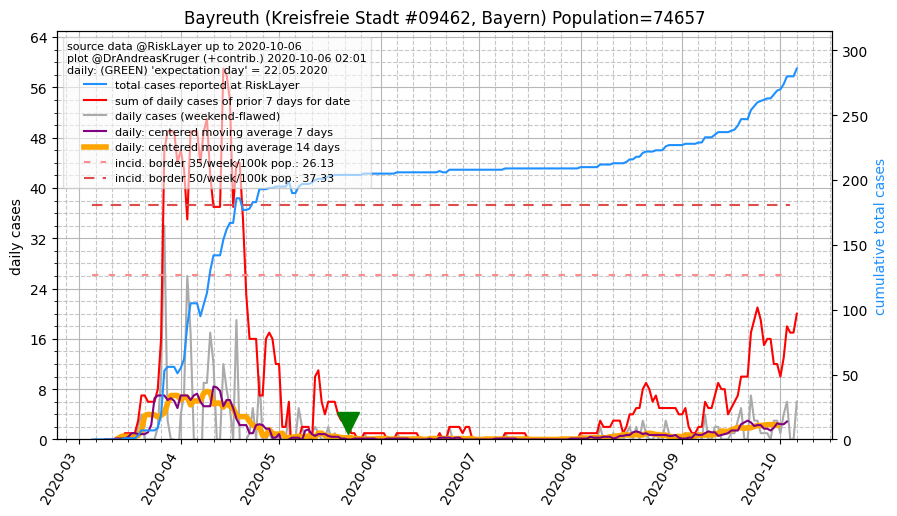 Bayreuth (Kreisfreie Stadt #09462, Bayern) Population=74657
source data @RiskLayer up to 2020-10-06
plot @DrAndreasKruger (+contrib.) 2020-10-06 02:01
daily: (GREEN) 'expectation day' = 22.05.2020
total cases reported at RiskLayer
sum of daily cases of prior 7 days for date
daily cases (weekend-flawed)
daily: centered moving average 7 days
daily: centered moving average 14 days
incid. border 35/week/100k pop.: 26.13
incid. border 50/week/100k pop.: 37.33
daily cases
64
56
48
40
32
24
16
8
0
cumulative total cases
300
250
200
150
100
50
0
2020-03
2020-04
2020-05
2020-06
2020-07
2020-08
2020-09
2020-10